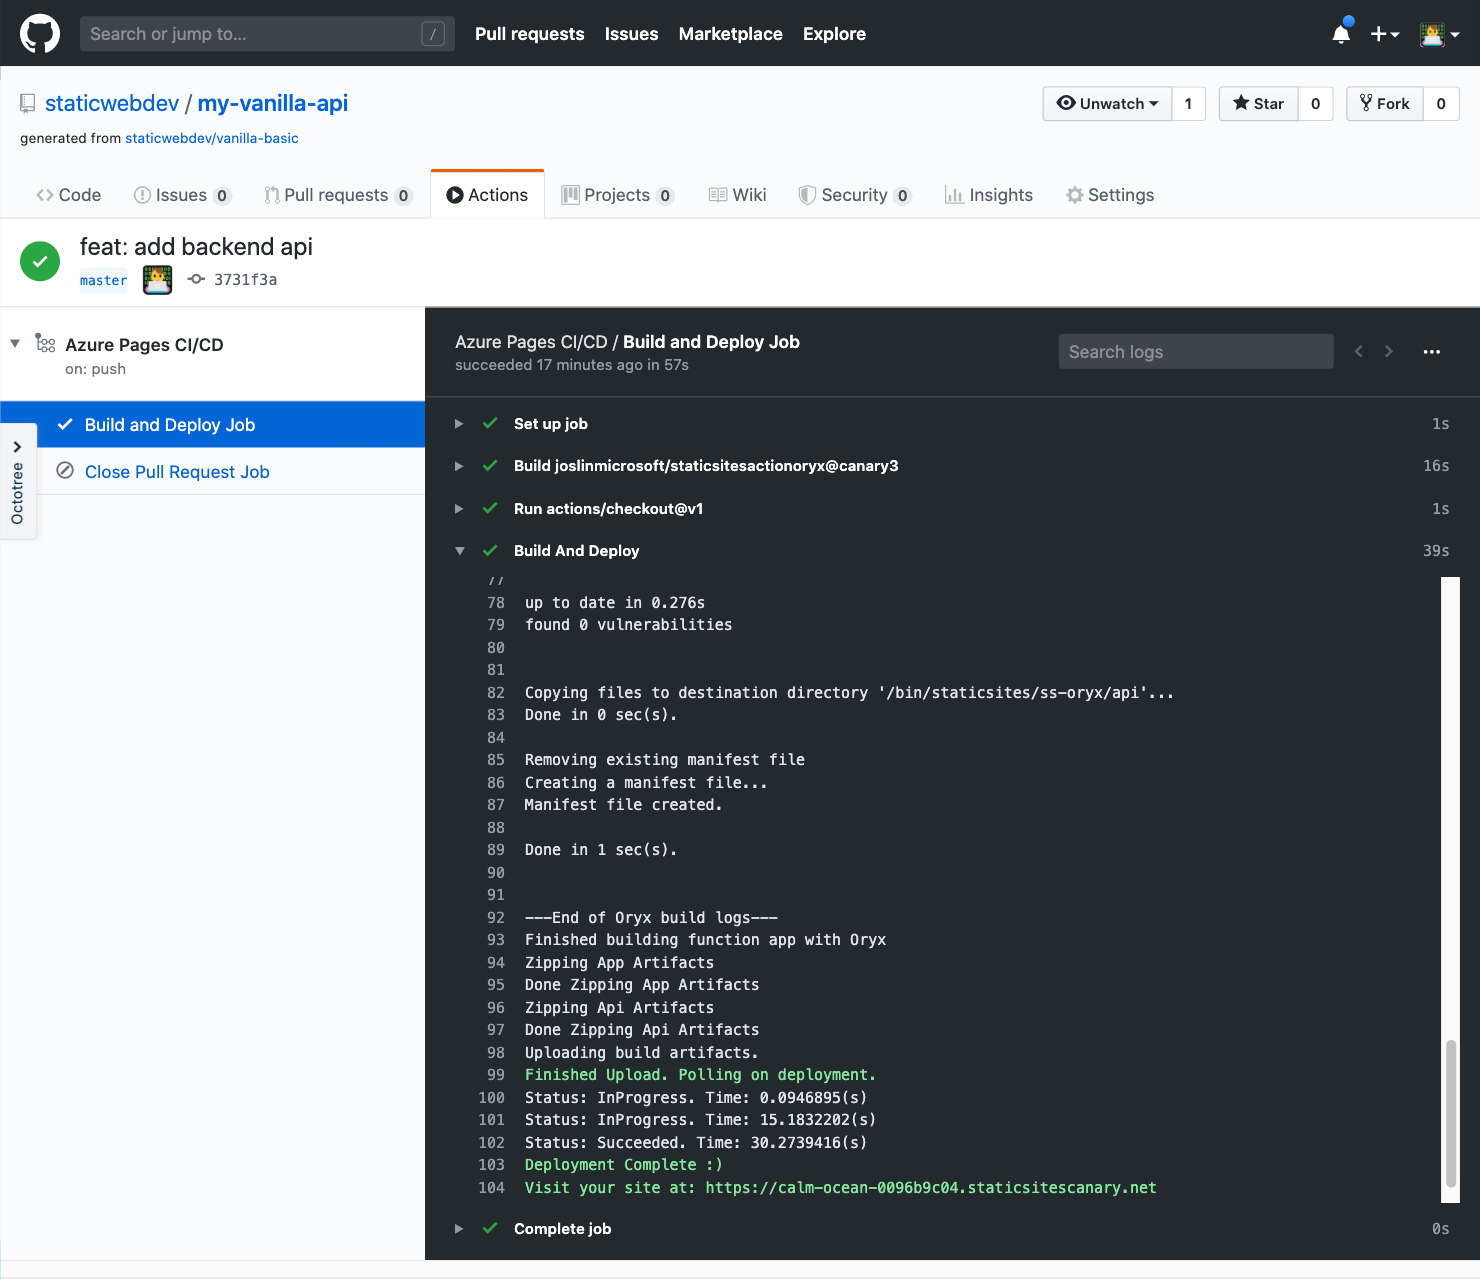 Search or jump to... /
Pull requests Issues Marketplace Explore
staticwebdev / my-vanilla-api
Unwatch 1 Star 0 Fork 0
generated from staticwebdev/vanilla-basic
Code Issues 0 Pull requests 0 Actions Projects 0 Wiki Security 0 Insights Settings
feat: add backend api
master 3731f3a
Azure Pages CI/CD
on: push
Build and Deploy Job
Close Pull Request Job
Octotree
Azure Pages CI/CD / Build and Deploy Job
succeeded 17 minutes ago in 57s
Search logs
Set up job 1s
Build joslinmicrosoft/staticsitesactionoryx@canary3 16s
Run actions/checkout@v1 1s
Build And Deploy 39s
77
78 up to date in 0.276s
79 found 0 vulnerabilities
80
81
82 Copying files to destination directory '/bin/staticsites/ss-oryx/api'...
83 Done in 0 sec(s).
84
85 Removing existing manifest file
86 Creating a manifest file...
87 Manifest file created.
88
89 Done in 1 sec(s).
90
91
92 ---End of Oryx build logs---
93 Finished building function app with Oryx
94 Zipping App Artifacts
95 Done Zipping App Artifacts
96 Zipping Api Artifacts
97 Done Zipping Api Artifacts
98 Uploading build artifacts.
99 Finished Upload. Polling on deployment.
100 Status: InProgress. Time: 0.0946895(s)
101 Status: InProgress. Time: 15.1832202(s)
102 Status: Succeeded. Time: 30.2739416(s)
103 Deployment Complete :)
104 Visit your site at: https://calm-ocean-0096b9c04.staticsitescanary.net
Complete job 0s